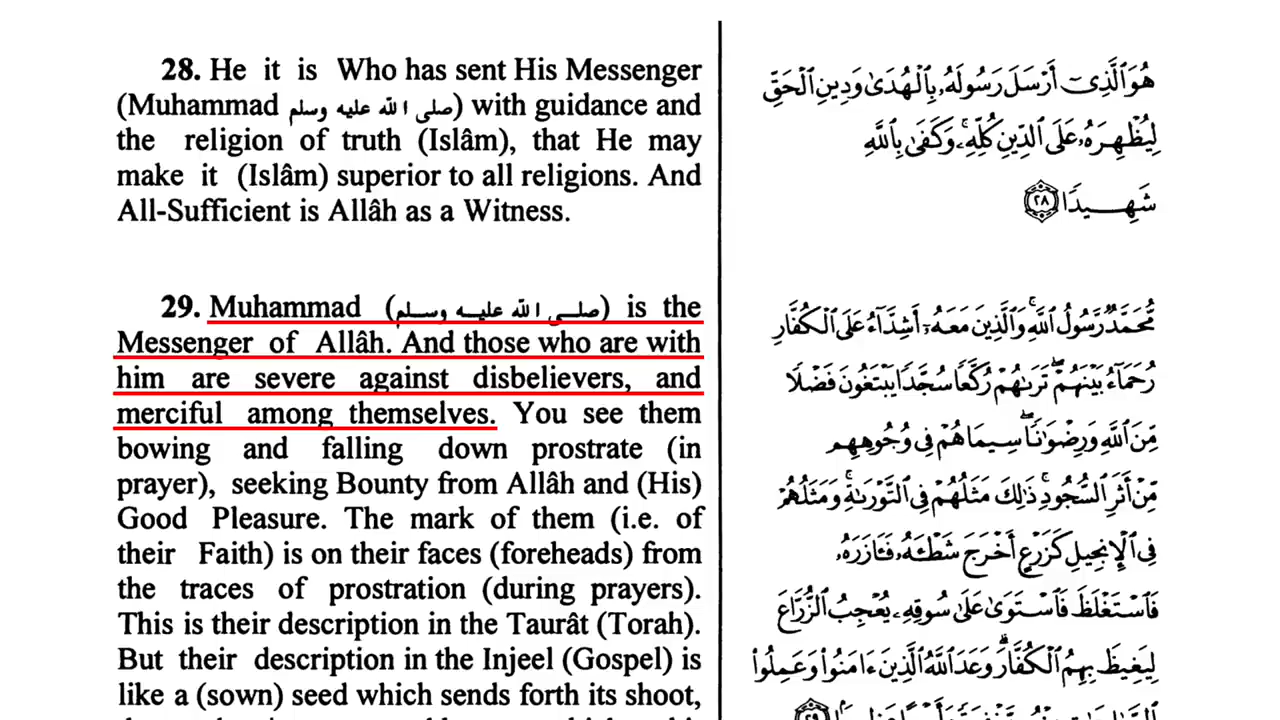 28. He it is Who has sent His Messenger
(Muhammad صلى الله عليه وسلم) with guidance and
the religion of truth (Islâm), that He may
make it (Islâm) superior to all religions. And
All-Sufficient is Allâh as a Witness.
29. Muhammad (صلى الله عليه وسلم) is the
Messenger of Allâh. And those who are with
him are severe against disbelievers, and
merciful among themselves. You see them
bowing and falling down prostrate (in
prayer), seeking Bounty from Allâh and (His)
Good Pleasure. The mark of them (i.e. of
their Faith) is on their faces (foreheads) from
the traces of prostration (during prayers).
This is their description in the Taurât (Torah).
But their description in the Injeel (Gospel) is
like a (sown) seed which sends forth its shoot,
هُوَ ٱلَّذِىٓ أَرْسَلَ رَسُولَهُۥ بِٱلْهُدَىٰ وَدِينِ ٱلْحَقِّ
لِيُظْهِرَهُۥ عَلَى ٱلدِّينِ كُلِّهِۦ ۚ وَكَفَىٰ بِٱللَّهِ
شَهِيدًا ٢٨
مُّحَمَّدٌ رَّسُولُ ٱللَّهِ ۚ وَٱلَّذِينَ مَعَهُۥٓ أَشِدَّآءُ عَلَى ٱلْكُفَّارِ
رُحَمَآءُ بَيْنَهُمْ ۖ تَرَىٰهُمْ رُكَّعًا سُجَّدًا يَبْتَغُونَ فَضْلًا
مِّنَ ٱللَّهِ وَرِضْوَٰنًا ۖ سِيمَاهُمْ فِى وُجُوهِهِم
مِّنْ أَثَرِ ٱلسُّجُودِ ۚ ذَٰلِكَ مَثَلُهُمْ فِى ٱلتَّوْرَىٰةِ ۚ وَمَثَلُهُمْ
فِى ٱلْإِنجِيلِ كَزَرْعٍ أَخْرَجَ شَطْـَٔهُۥ فَـَٔازَرَهُۥ
فَٱسْتَغْلَظَ فَٱسْتَوَىٰ عَلَىٰ سُوقِهِۦ يُعْجِبُ ٱلزُّرَّاعَ
لِيَغِيظَ بِهِمُ ٱلْكُفَّارَ ۗ وَعَدَ ٱللَّهُ ٱلَّذِينَ ءَامَنُوا۟ وَعَمِلُوا۟